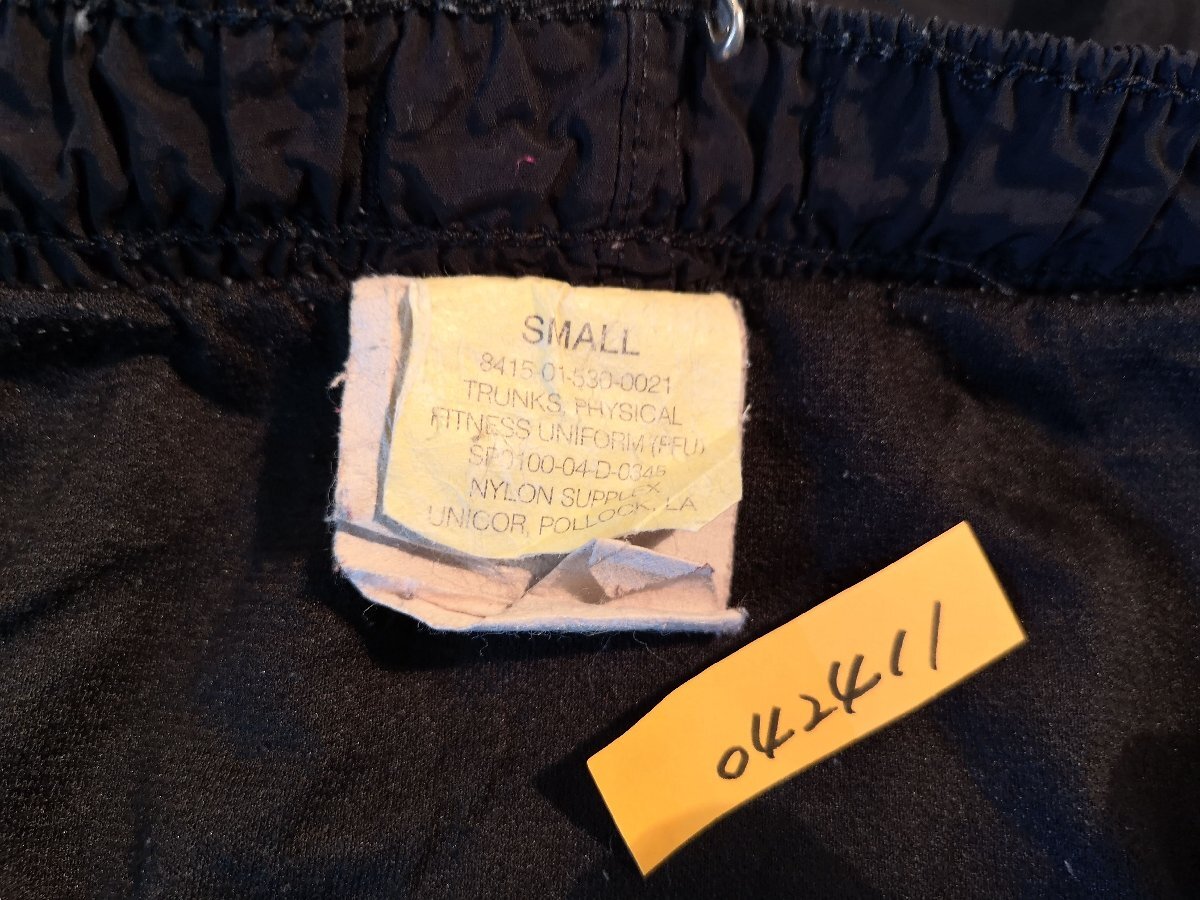 SMALL
8415-01-530-0021
TRUNKS, PHYSICAL
FITNESS UNIFORM (PFU)
SP0100-04-D-0345
NYLON SUPPLEX
UNICOR, POLLOCK, LA
042411